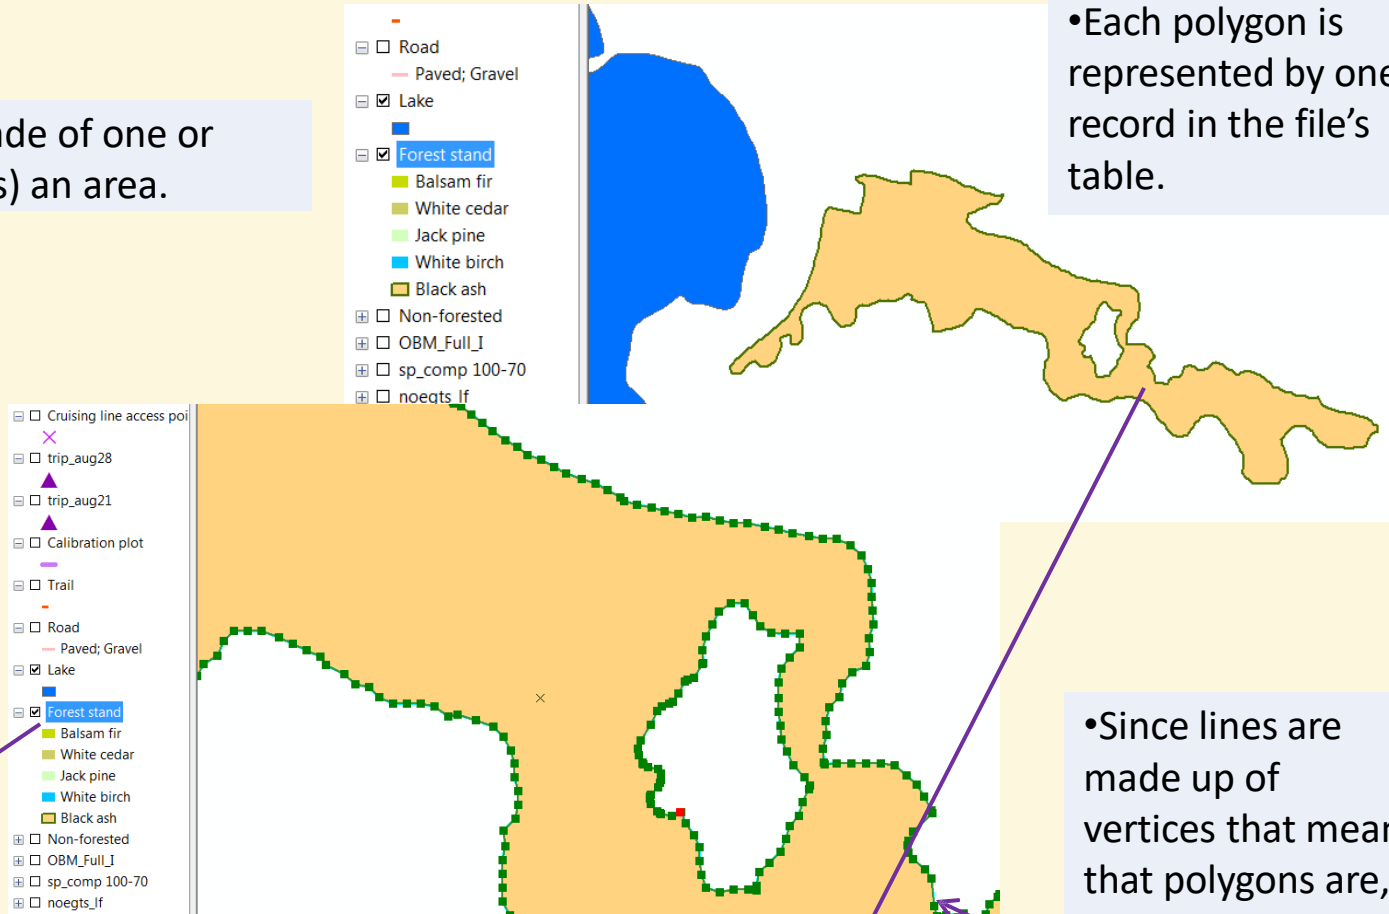 ade of one or
s) an area.
Road
Paved; Gravel
Lake
Forest stand
Balsam fir
White cedar
Jack pine
White birch
Black ash
Non-forested
OBM_Full_I
sp_comp 100-70
noegts_lf
•Each polygon is
represented by one
record in the file's
table.
Cruising line access poi
trip_aug28
trip_aug21
Calibration plot
Trail
Road
Paved; Gravel
Lake
Forest stand
Balsam fir
White cedar
Jack pine
White birch
Black ash
Non-forested
OBM_Full_I
sp_comp 100-70
noegts_lf
•Since lines are
made up of
vertices that mean
that polygons are,